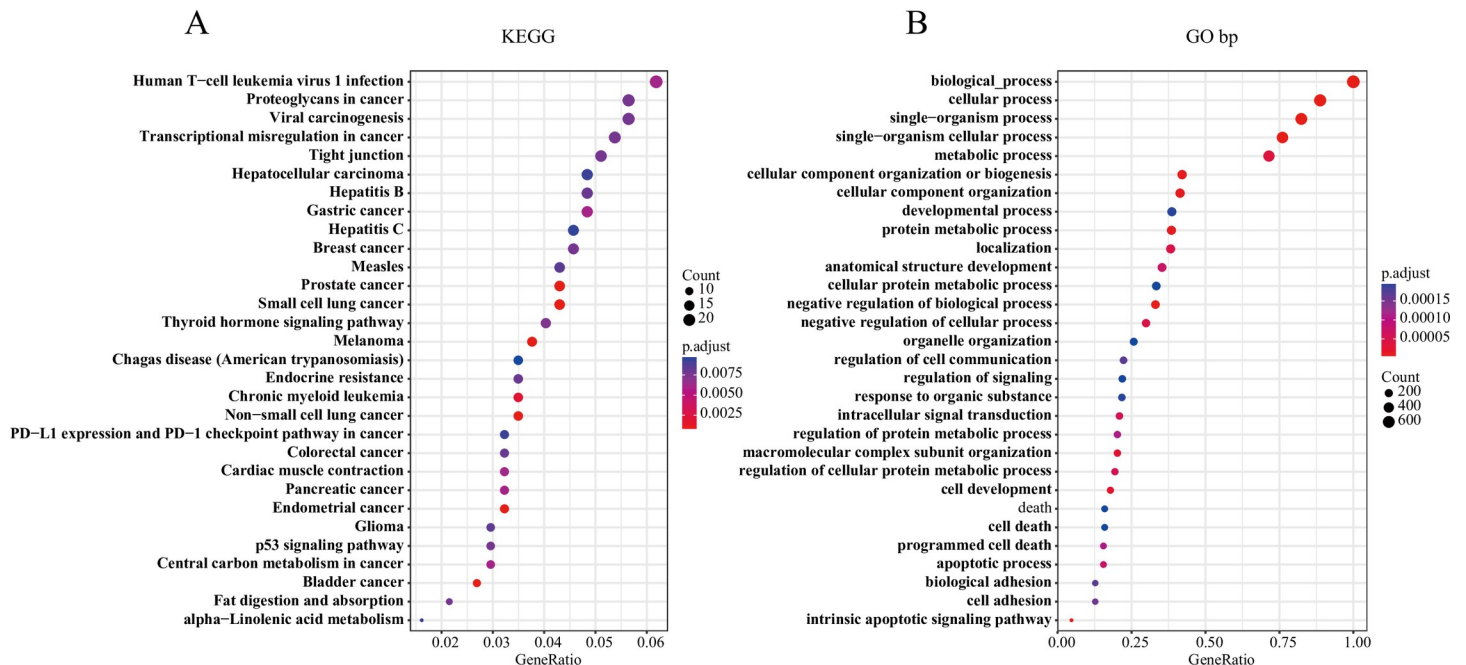 A
KEGG
Human T−cell leukemia virus 1 infection
Proteoglycans in cancer
Viral carcinogenesis
Transcriptional misregulation in cancer
Tight junction
Hepatocellular carcinoma
Hepatitis B
Gastric cancer
Hepatitis C
Breast cancer
Measles
Prostate cancer
Small cell lung cancer
Thyroid hormone signaling pathway
Melanoma
Chagas disease (American trypanosomiasis)
Endocrine resistance
Chronic myeloid leukemia
Non−small cell lung cancer
PD−L1 expression and PD−1 checkpoint pathway in cancer
Colorectal cancer
Cardiac muscle contraction
Pancreatic cancer
Endometrial cancer
Glioma
p53 signaling pathway
Central carbon metabolism in cancer
Bladder cancer
Fat digestion and absorption
alpha−Linolenic acid metabolism
0.02 0.03 0.04 0.05 0.06
GeneRatio
Count
10
15
20
p.adjust
0.0075
0.0050
0.0025
B
GO bp
biological_process
cellular process
single−organism process
single−organism cellular process
metabolic process
cellular component organization or biogenesis
cellular component organization
developmental process
protein metabolic process
localization
anatomical structure development
cellular protein metabolic process
negative regulation of biological process
negative regulation of cellular process
organelle organization
regulation of cell communication
regulation of signaling
response to organic substance
intracellular signal transduction
regulation of protein metabolic process
macromolecular complex subunit organization
regulation of cellular protein metabolic process
cell development
death
cell death
programmed cell death
apoptotic process
biological adhesion
cell adhesion
intrinsic apoptotic signaling pathway
0.00 0.25 0.50 0.75 1.00
GeneRatio
p.adjust
0.00015
0.00010
0.00005
Count
200
400
600